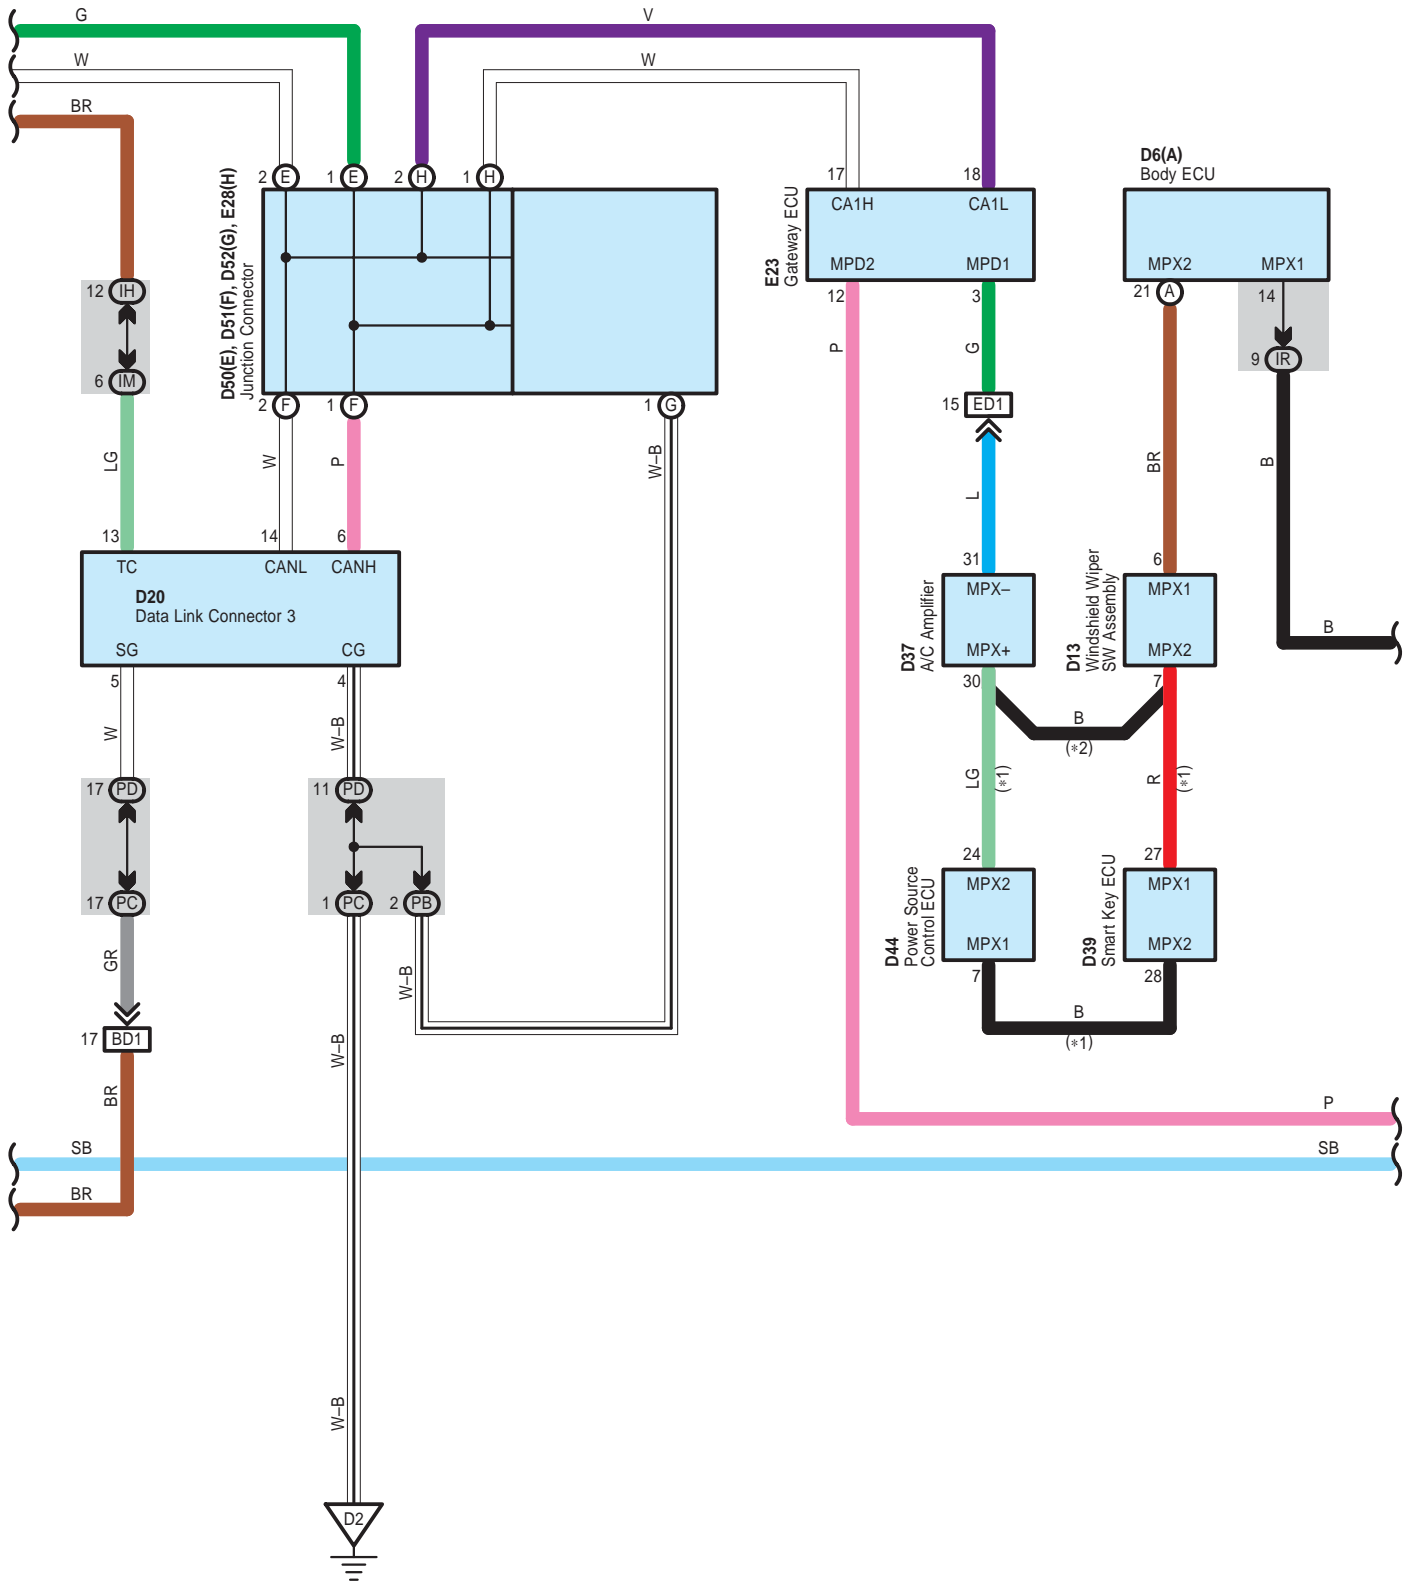 G
V
W
W
BR
2 E 1 E 2 H 1 H
17 18
D6(A)
Body ECU
D50(E), D51(F), D52(G), E28(H)
Junction Connector
E23
Gateway ECU
CA1H CA1L
MPD2 MPD1
MPX2 MPX1
12 IH
12 3
21 A
14
P
G
9 IR
6 IM
2 F 1 F 1 G
15 ED1
LG
W
P
W–B
L
BR
B
13 14 6
31
6
TC CANL CANH
D20
Data Link Connector 3
SG CG
D37
A/C Amplifier
MPX–
MPX+
D13
Windshield Wiper
SW Assembly
MPX1
MPX2
B
5 4
30
7
W
W–B
B
(∗2)
LG
(∗1)
R
(∗1)
17 PD
11 PD
24
27
17 PC
1 PC 2 PB
D44
Power Source
Control ECU
MPX2
MPX1
D39
Smart Key ECU
MPX1
MPX2
GR
W–B
7
28
B
(∗1)
17 BD1
W–B
BR
P
SB
SB
BR
W–B
D2